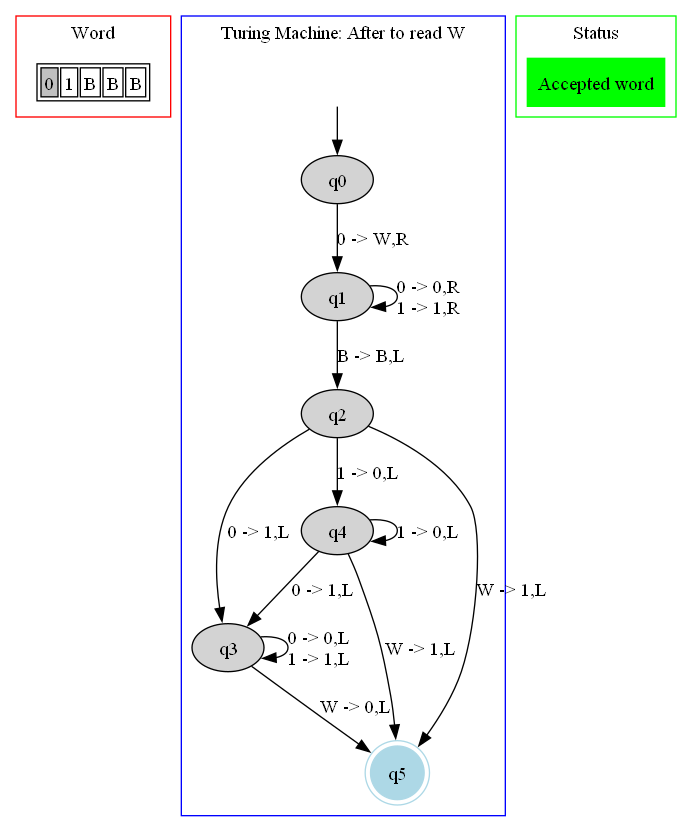 Word
0 1 B B B
Turing Machine: After to read W
q0
0 -> W,R
q1
0 -> 0,R
1 -> 1,R
B -> B,L
q2
0 -> 1,L
1 -> 0,L
W -> 1,L
q4
1 -> 0,L
0 -> 1,L
W -> 1,L
q3
0 -> 0,L
1 -> 1,L
W -> 0,L
q5
Status
Accepted word